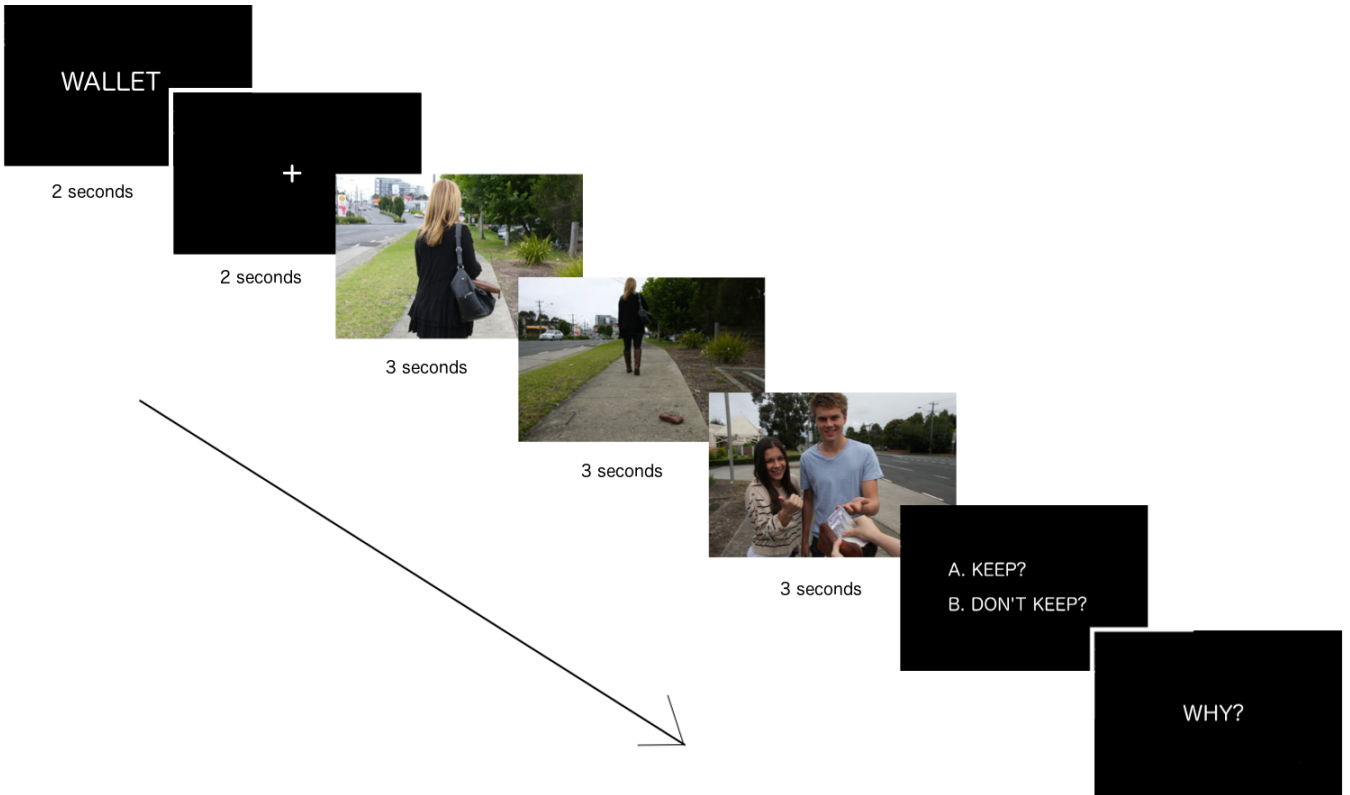 WALLET
2 seconds
+
2 seconds
3 seconds
3 seconds
3 seconds
A. KEEP?
B. DON'T KEEP?
WHY?